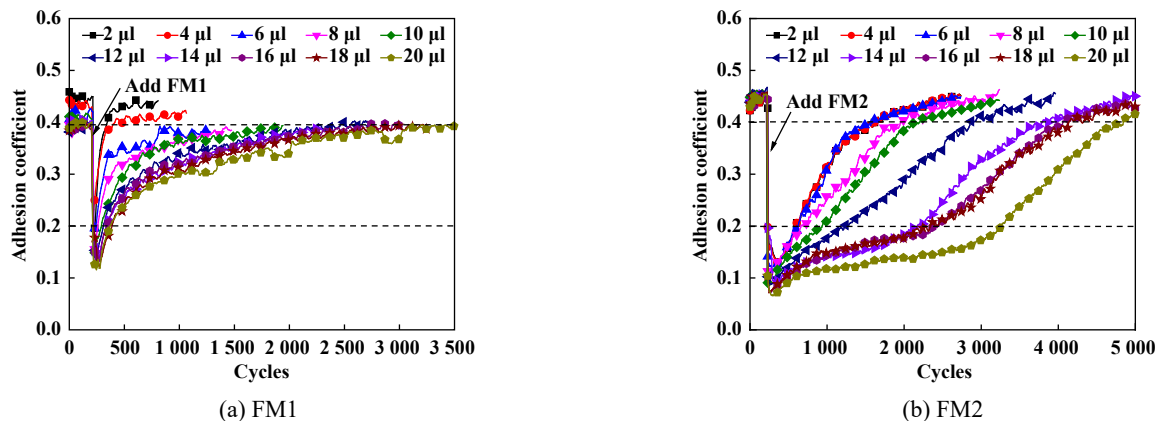 0.6
0.5
0.4
0.3
0.2
0.1
0.0
Adhesion coefficient
2 μl 4 μl 6 μl 8 μl 10 μl
12 μl 14 μl 16 μl 18 μl 20 μl
Add FM1
0 500 1 000 1 500 2 000 2 500 3 000 3 500
Cycles
(a) FM1
0.6
0.5
0.4
0.3
0.2
0.1
0.0
Adhesion coefficient
2 μl 4 μl 6 μl 8 μl 10 μl
12 μl 14 μl 16 μl 18 μl 20 μl
Add FM2
0 1 000 2 000 3 000 4 000 5 000
Cycles
(b) FM2